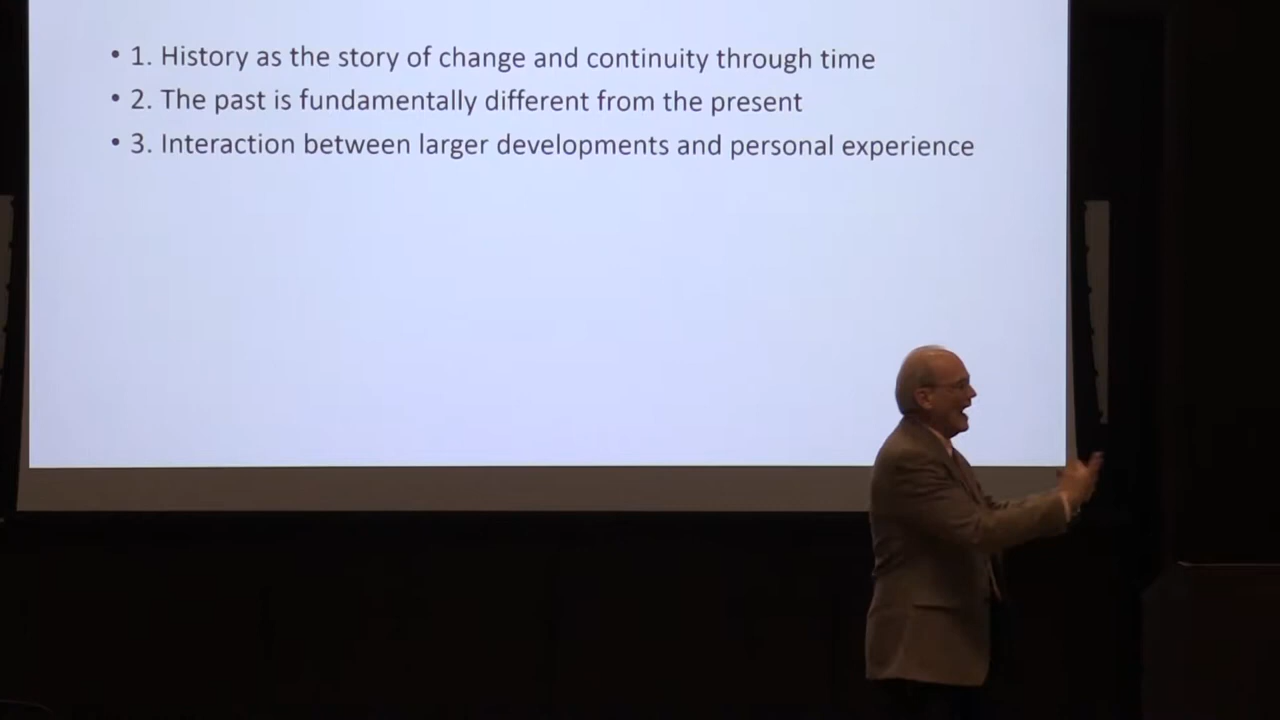 • 1. History as the story of change and continuity through time
• 2. The past is fundamentally different from the present
• 3. Interaction between larger developments and personal experience